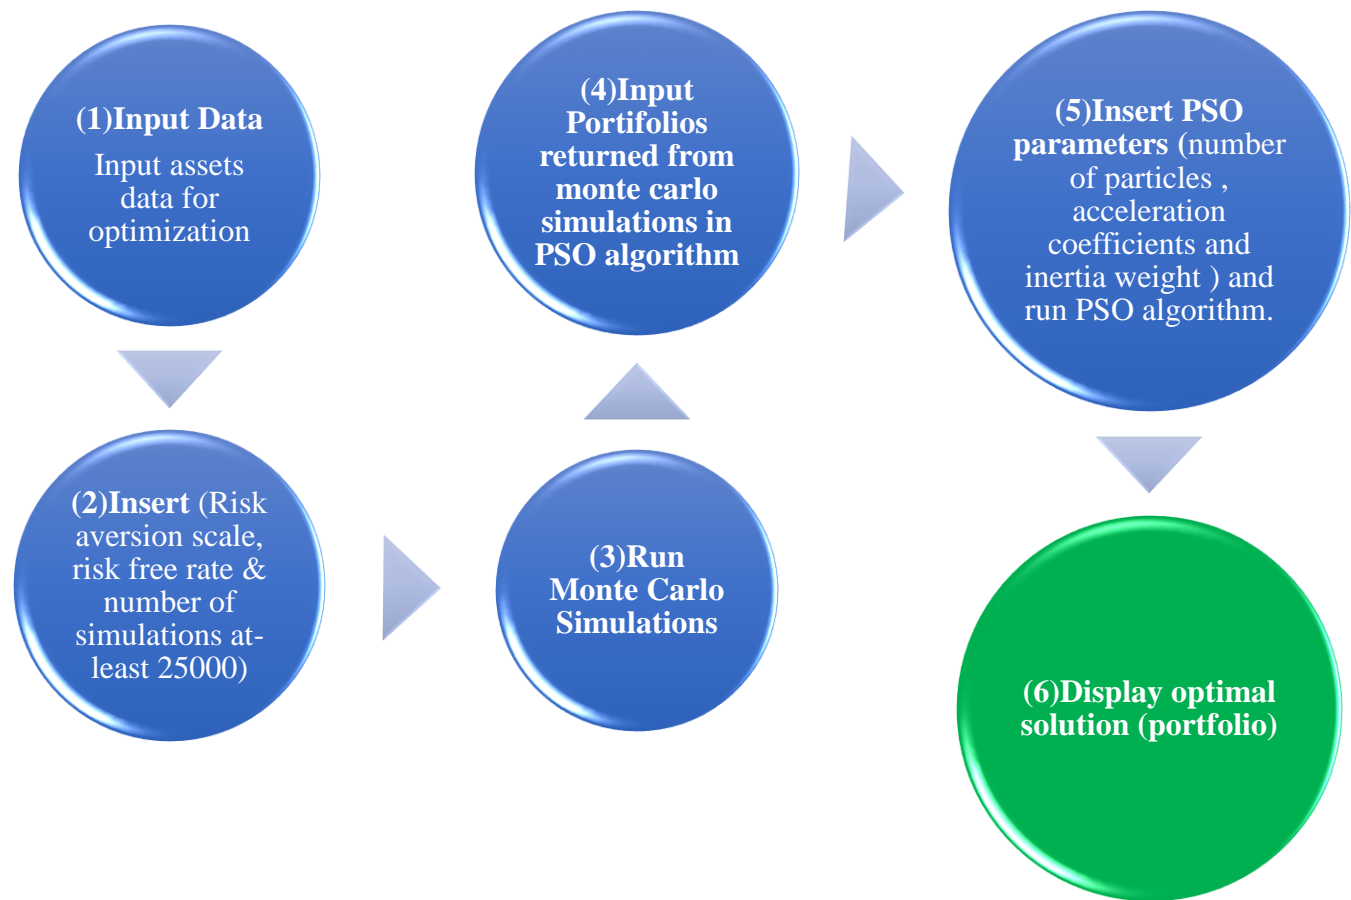 (1)Input Data
Input assets
data for
optimization
(2)Insert (Risk
aversion scale,
risk free rate &
number of
simulations at-
least 25000)
(3)Run
Monte Carlo
Simulations
(4)Input
Portifolios
returned from
monte carlo
simulations in
PSO algorithm
(5)Insert PSO
parameters (number
of particles ,
acceleration
coefficients and
inertia weight ) and
run PSO algorithm.
(6)Display optimal
solution (portfolio)